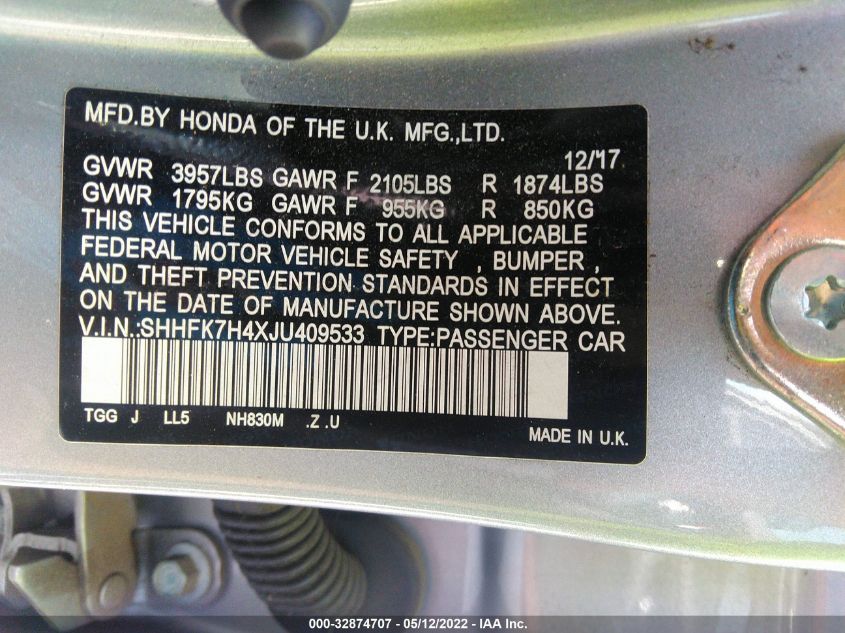 MFD.BY HONDA OF THE U.K. MFG.,LTD.
12/'17
GVWR 3957LBS GAWR F 2105LBS R 1874LBS
GVWR 1795KG GAWR F 955KG R 850KG
THIS VEHICLE CONFORMS TO ALL APPLICABLE
FEDERAL MOTOR VEHICLE SAFETY , BUMPER ,
AND THEFT PREVENTION STANDARDS IN EFFECT
ON THE DATE OF MANUFACTURE SHOWN ABOVE.
V.I.N.:SHHFK7H4XJU409533 TYPE:PASSENGER CAR
TGG J LL5 NH830M .Z .U
MADE IN U.K.
000-32874707 - 05/12/2022 - IAA Inc.